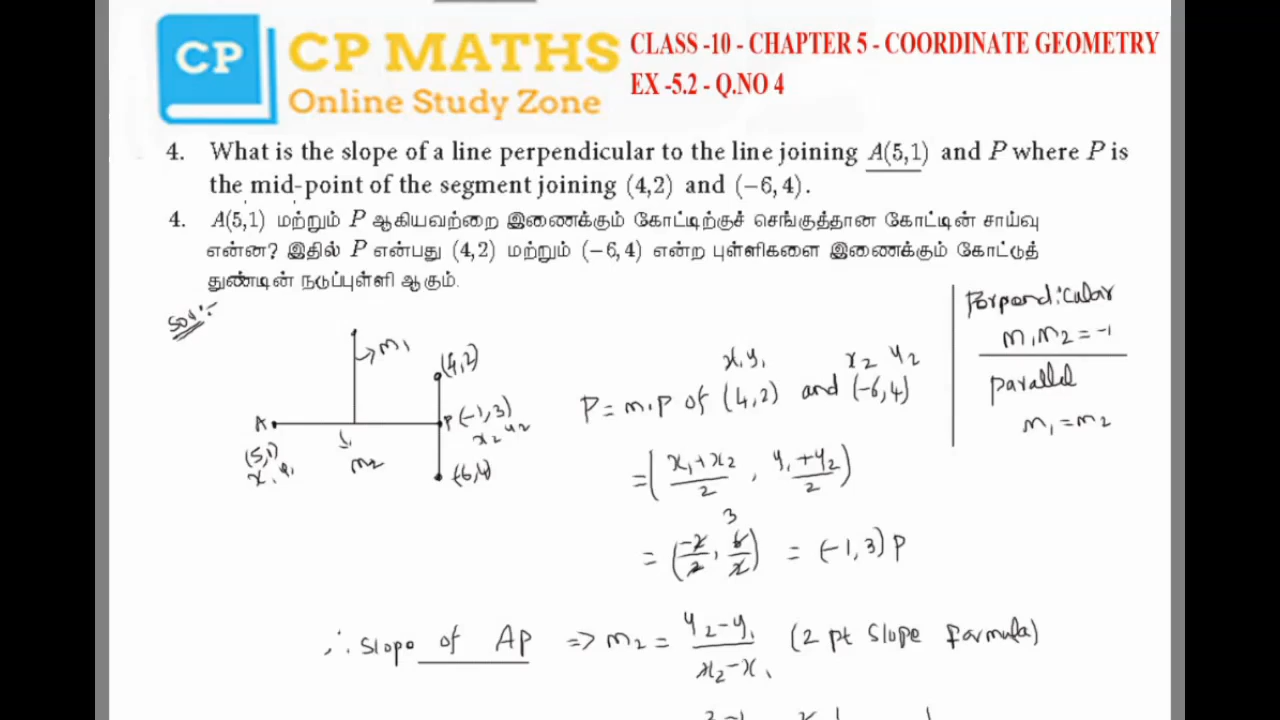 CP
CP MATHS
Online Study Zone
CLASS -10 - CHAPTER 5 - COORDINATE GEOMETRY
EX -5.2 - Q.NO 4
4. What is the slope of a line perpendicular to the line joining A(5,1) and P where P is
the mid-point of the segment joining (4,2) and (−6,4).
4. A(5,1) மற்றும் P ஆகியவற்றை இணைக்கும் கோட்டிற்குச் செங்குத்தான கோட்டின் சாய்வு
என்ன? இதில் P என்பது (4,2) மற்றும் (−6,4) என்ற புள்ளிகளை இணைக்கும் கோட்டுத்
துண்டின் நடுப்புள்ளி ஆகும்.
Perpendicular
m₁m₂ = -1
parallel
m₁ = m₂
m₁
(4,2)
A
P(-1,3)
x₂ y₂
(5,1)
x₁ y₁
m₂
(-6,4)
x₁ y₁ x₂ y₂
P = m.p of (4,2) and (-6,4)
= (x₁+x₂/2 , y₁+y₂/2)
3
= (-2/2 , 6/2) = (-1,3) P
∴ Slope of AP ⇒ m₂ = y₂-y₁/x₂-x₁ (2 pt slope formula)